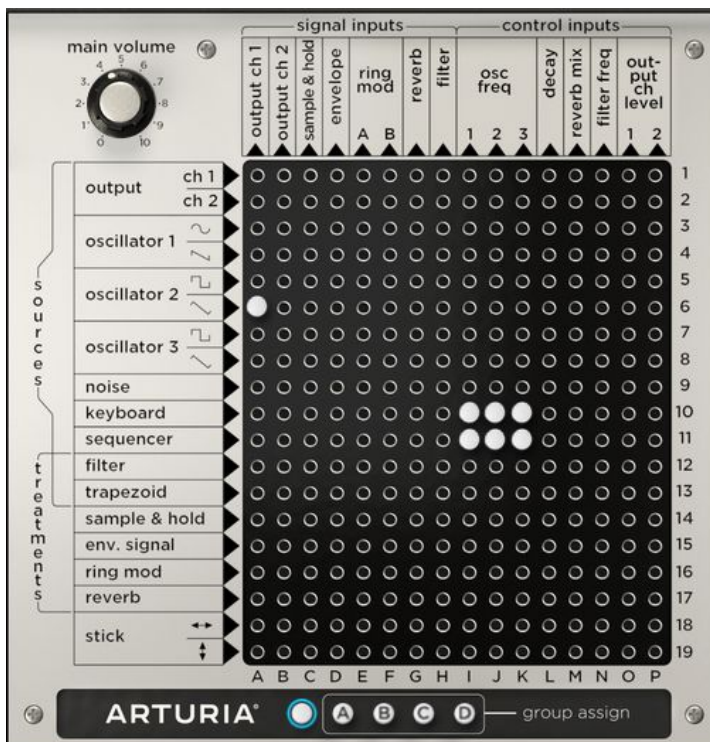 signal inputs
control inputs
main volume
0 1 2 3 4 5 6 7 8 9 10
output ch 1
output ch 2
sample & hold
envelope
ring mod
A B
reverb
filter
osc freq
1 2 3
decay
reverb mix
filter freq
out-put ch level
1 2
sources
treatments
output ch 1
ch 2
oscillator 1
oscillator 2
oscillator 3
noise
keyboard
sequencer
filter
trapezoid
sample & hold
env. signal
ring mod
reverb
stick
1
2
3
4
5
6
7
8
9
10
11
12
13
14
15
16
17
18
19
A B C D E F G H I J K L M N O P
ARTURIA®
A B C D
group assign